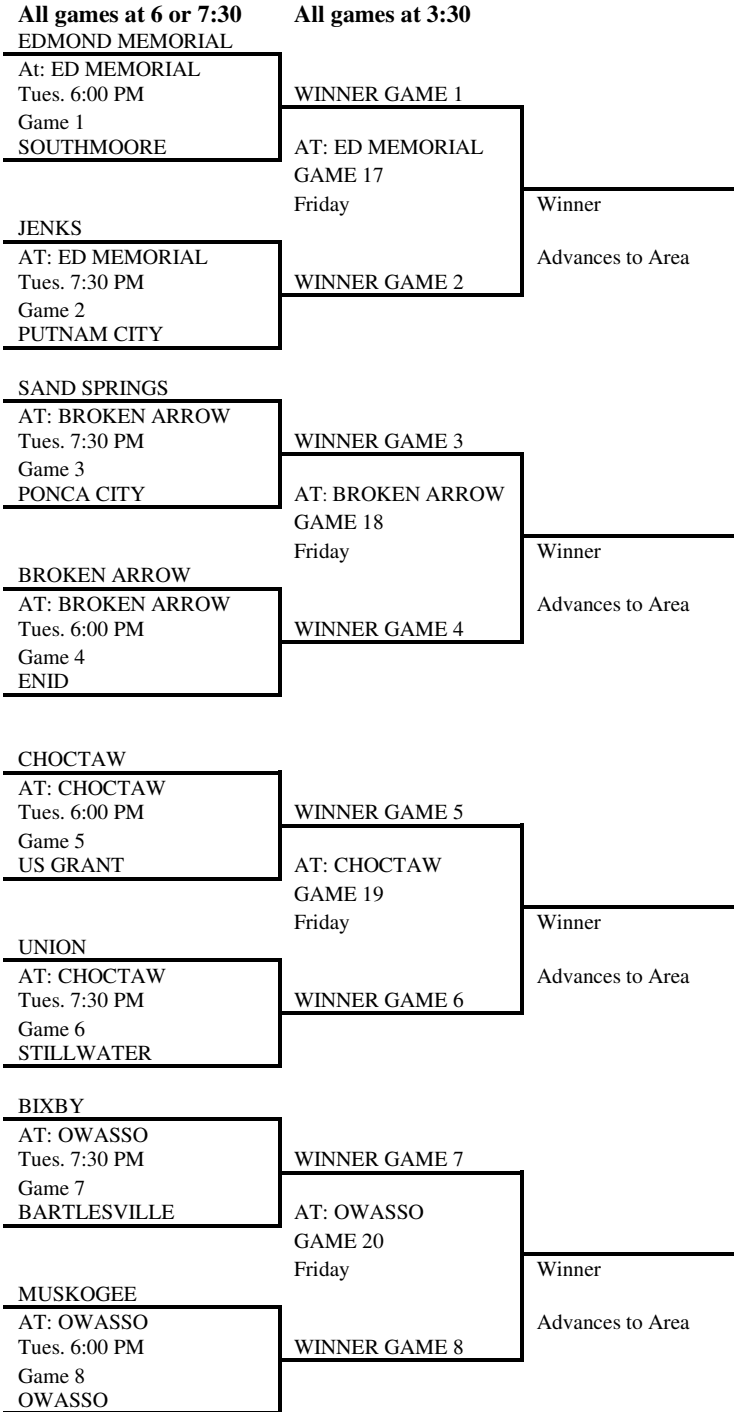 All games at 6 or 7:30
All games at 3:30
EDMOND MEMORIAL
At: ED MEMORIAL
Tues. 6:00 PM
WINNER GAME 1
Game 1
SOUTHMOORE
AT: ED MEMORIAL
GAME 17
Friday
Winner
JENKS
AT: ED MEMORIAL
Advances to Area
Tues. 7:30 PM
WINNER GAME 2
Game 2
PUTNAM CITY
SAND SPRINGS
AT: BROKEN ARROW
Tues. 7:30 PM
WINNER GAME 3
Game 3
PONCA CITY
AT: BROKEN ARROW
GAME 18
Friday
Winner
BROKEN ARROW
AT: BROKEN ARROW
Advances to Area
Tues. 6:00 PM
WINNER GAME 4
Game 4
ENID
CHOCTAW
AT: CHOCTAW
Tues. 6:00 PM
WINNER GAME 5
Game 5
US GRANT
AT: CHOCTAW
GAME 19
Friday
Winner
UNION
AT: CHOCTAW
Advances to Area
Tues. 7:30 PM
WINNER GAME 6
Game 6
STILLWATER
BIXBY
AT: OWASSO
Tues. 7:30 PM
WINNER GAME 7
Game 7
BARTLESVILLE
AT: OWASSO
GAME 20
Friday
Winner
MUSKOGEE
AT: OWASSO
Advances to Area
Tues. 6:00 PM
WINNER GAME 8
Game 8
OWASSO